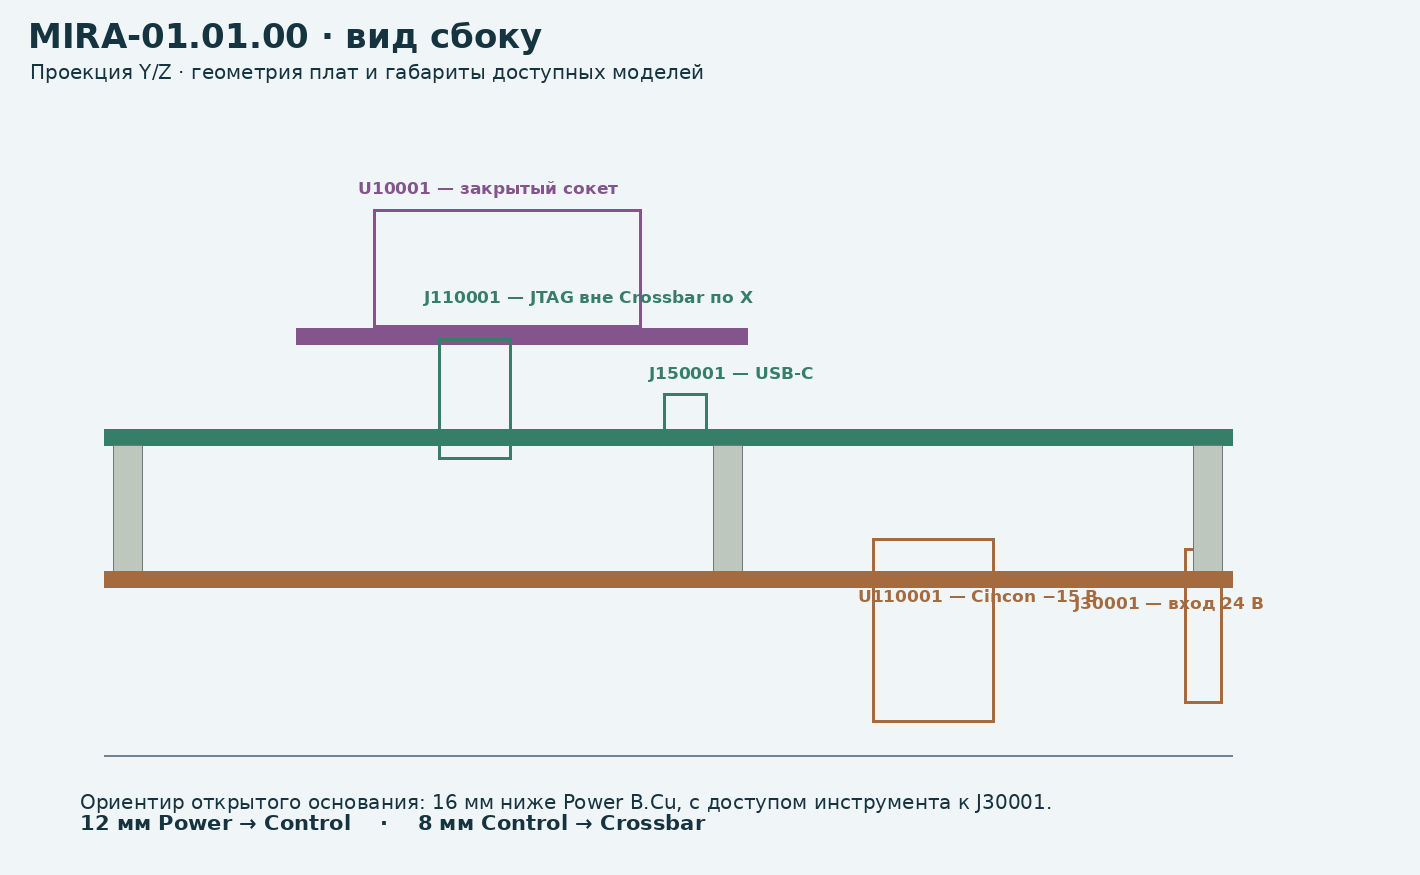 MIRA-01.01.00 · вид сбоку
Проекция Y/Z · геометрия плат и габариты доступных моделей
U10001 — закрытый сокет
J110001 — JTAG вне Crossbar по X
J150001 — USB-C
U110001 — Cincon −15 В
J30001 — вход 24 В
Ориентир открытого основания: 16 мм ниже Power B.Cu, с доступом инструмента к J30001.
12 мм Power → Control · 8 мм Control → Crossbar